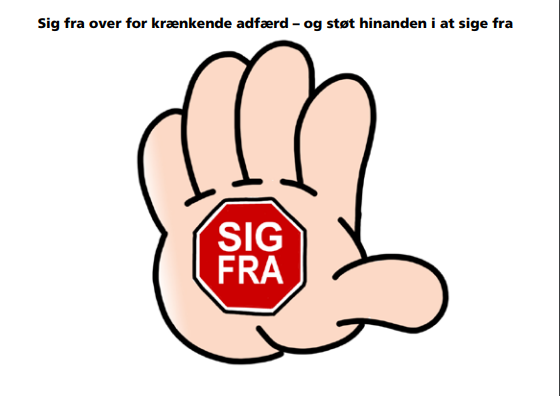 Sig fra over for krænkende adfærd – og støt hinanden i at sige fra
SIG
FRA